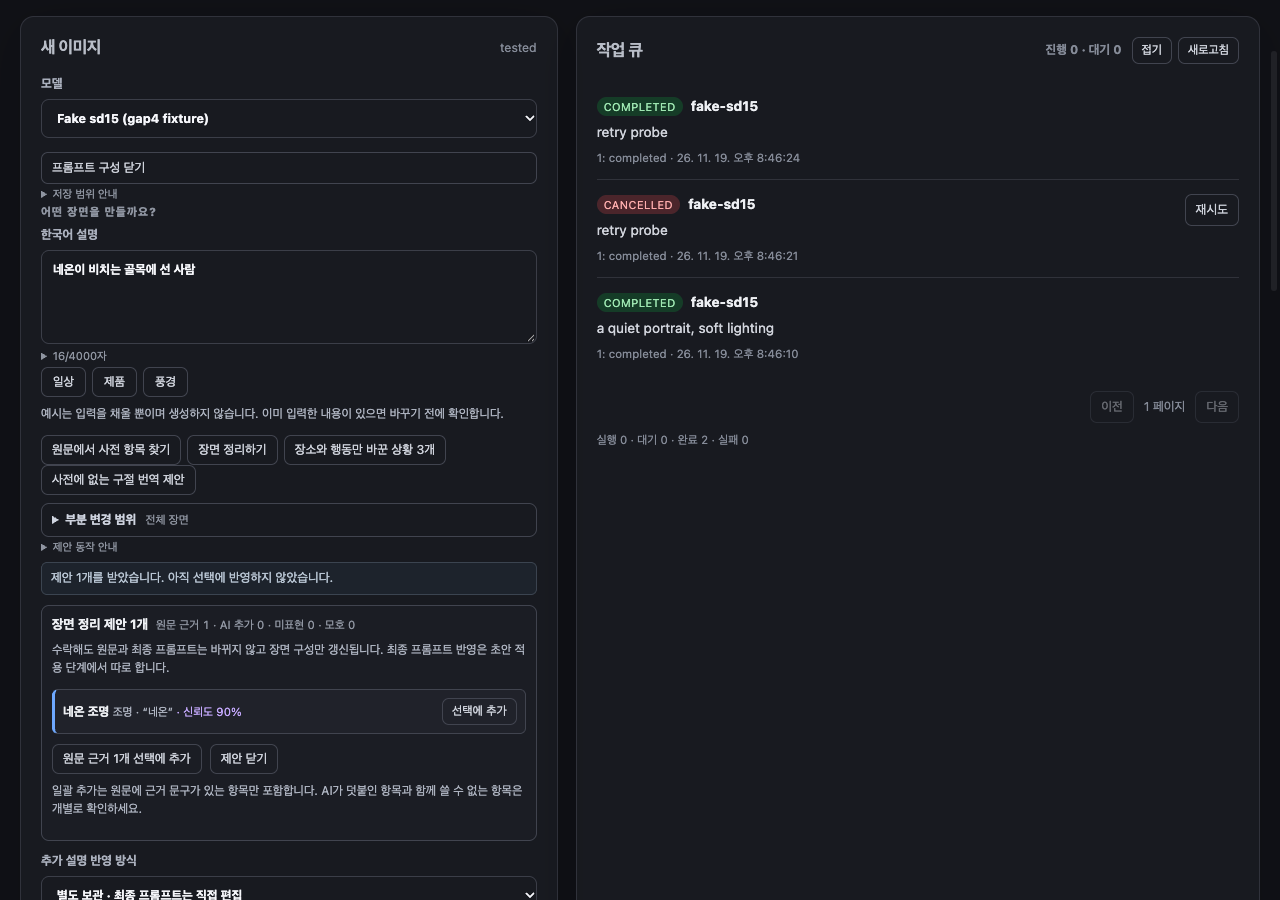 새 이미지
tested
모델
Fake sd15 (gap4 fixture)
프롬프트 구성 닫기
▶ 저장 범위 안내
어떤 장면을 만들까요?
한국어 설명
네온이 비치는 골목에 선 사람
▶ 16/4000자
일상
제품
풍경
예시는 입력을 채울 뿐이며 생성하지 않습니다. 이미 입력한 내용이 있으면 바꾸기 전에 확인합니다.
원문에서 사전 항목 찾기
장면 정리하기
장소와 행동만 바꾼 상황 3개
사전에 없는 구절 번역 제안
▶ 부분 변경 범위 전체 장면
▶ 제안 동작 안내
제안 1개를 받았습니다. 아직 선택에 반영하지 않았습니다.
장면 정리 제안 1개 원문 근거 1 · AI 추가 0 · 미표현 0 · 모호 0
수락해도 원문과 최종 프롬프트는 바뀌지 않고 장면 구성만 갱신됩니다. 최종 프롬프트 반영은 초안 적
용 단계에서 따로 합니다.
네온 조명 조명 · “네온” · 신뢰도 90%
선택에 추가
원문 근거 1개 선택에 추가
제안 닫기
일괄 추가는 원문에 근거 문구가 있는 항목만 포함합니다. AI가 덧붙인 항목과 함께 쓸 수 없는 항목은
개별로 확인하세요.
추가 설명 반영 방식
별도 보관 · 최종 프롬프트는 직접 편집
작업 큐
진행 0 · 대기 0
접기
새로고침
COMPLETED fake-sd15
retry probe
1: completed · 26. 11. 19. 오후 8:46:24
CANCELLED fake-sd15
재시도
retry probe
1: completed · 26. 11. 19. 오후 8:46:21
COMPLETED fake-sd15
a quiet portrait, soft lighting
1: completed · 26. 11. 19. 오후 8:46:10
이전
1 페이지
다음
실행 0 · 대기 0 · 완료 2 · 실패 0